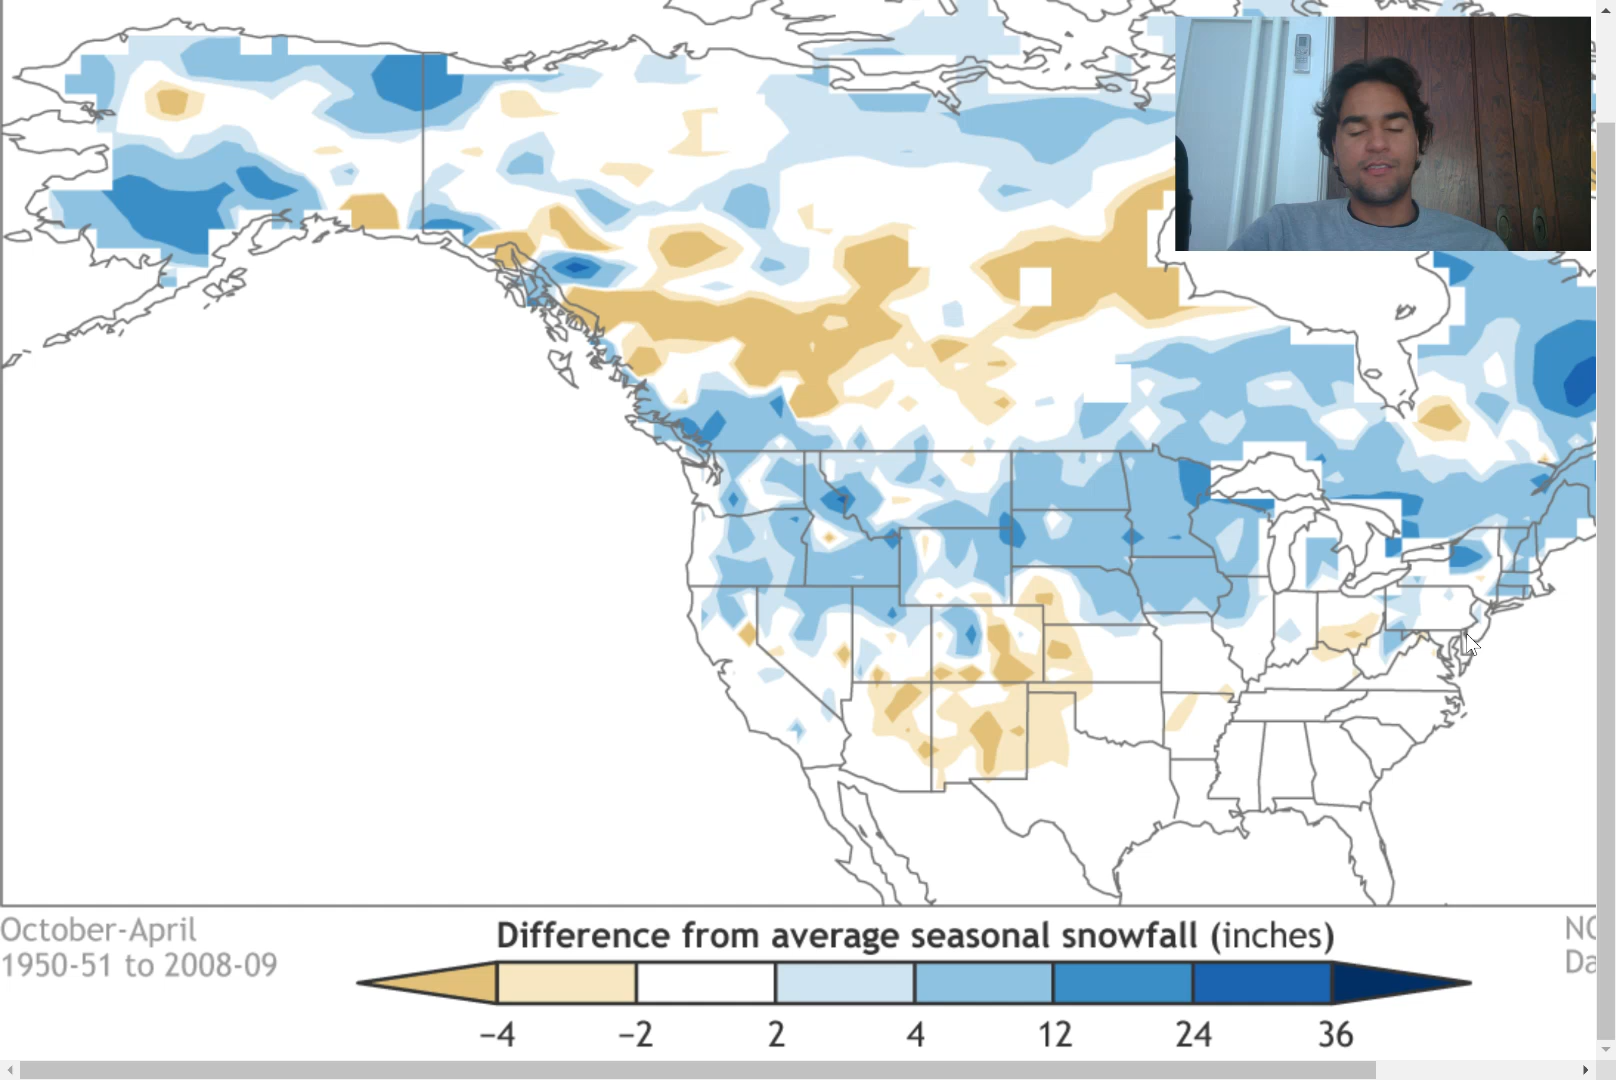 October-April
1950-51 to 2008-09
Difference from average seasonal snowfall (inches)
NO
Da
−4 −2 2 4 12 24 36